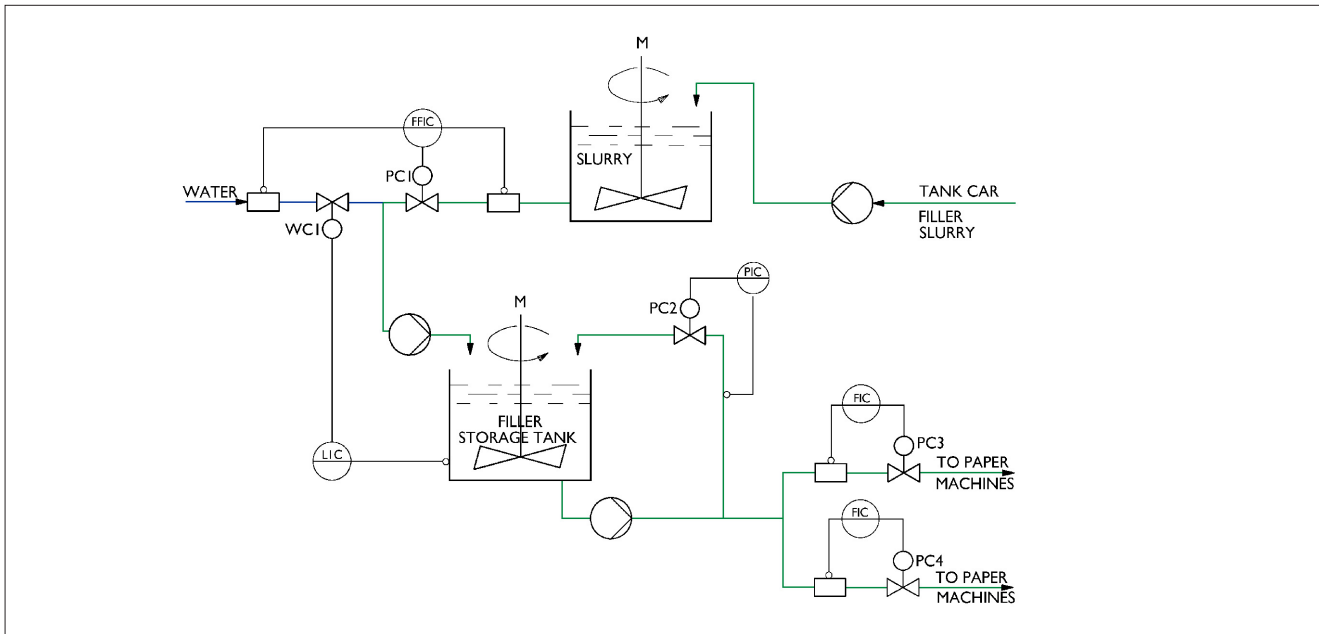 M
FFIC
SLURRY
PC1
WATER
TANK CAR
FILLER
SLURRY
WC1
PIC
M
PC2
FILLER
STORAGE TANK
FIC
PC3
LIC
TO PAPER
MACHINES
FIC
PC4
TO PAPER
MACHINES